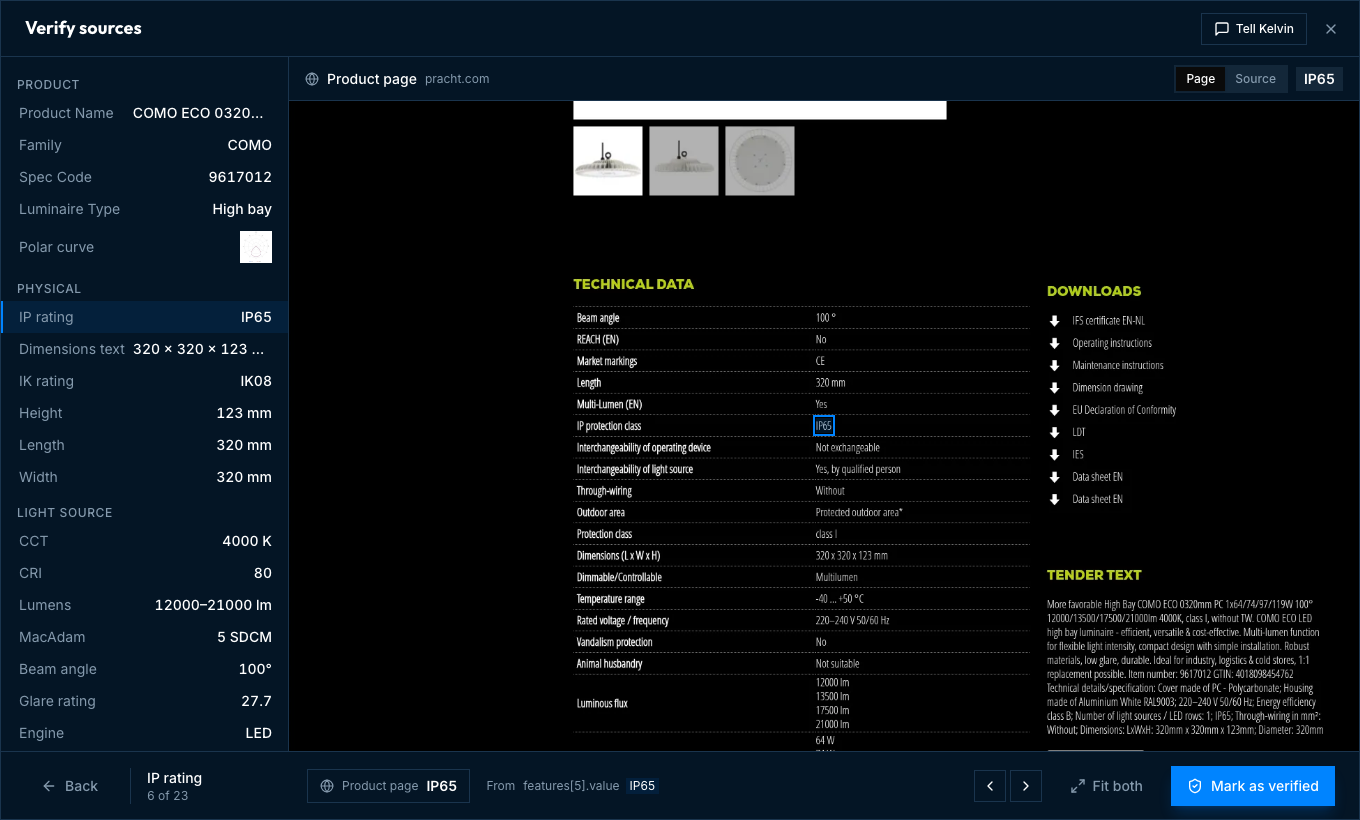 Verify sources
Tell Kelvin
PRODUCT
Product Name COMO ECO 0320...
Family COMO
Spec Code 9617012
Luminaire Type High bay
Polar curve
PHYSICAL
IP rating IP65
Dimensions text 320 × 320 × 123 ...
IK rating IK08
Height 123 mm
Length 320 mm
Width 320 mm
LIGHT SOURCE
CCT 4000 K
CRI 80
Lumens 12000–21000 lm
MacAdam 5 SDCM
Beam angle 100°
Glare rating 27.7
Engine LED
Product page pracht.com
Page Source IP65
TECHNICAL DATA
Beam angle 100 °
REACH (EN) No
Market markings CE
Length 320 mm
Multi-Lumen (EN) Yes
IP protection class IP65
Interchangeability of operating device Not exchangeable
Interchangeability of light source Yes, by qualified person
Through-wiring Without
Outdoor area Protected outdoor area*
Protection class class I
Dimensions (L x W x H) 320 x 320 x 123 mm
Dimmable/Controllable Multilumen
Temperature range -40 ... +50 °C
Rated voltage / frequency 220–240 V 50/60 Hz
Vandalism protection No
Animal husbandry Not suitable
Luminous flux
12000 lm
13500 lm
17500 lm
21000 lm
64 W
DOWNLOADS
IFS certificate EN-NL
Operating instructions
Maintenance instructions
Dimension drawing
EU Declaration of Conformity
LDT
IES
Data sheet EN
Data sheet EN
TENDER TEXT
More favorable High Bay COMO ECO 0320mm PC 1x64/74/97/119W 100°
12000/13500/17500/21000lm 4000K, class I, without TW. COMO ECO LED
high bay luminaire - efficient, versatile & cost-effective. Multi-lumen function
for flexible light intensity, compact design with simple installation. Robust
materials, low glare, durable. Ideal for industry, logistics & cold stores, 1:1
replacement possible. Item number: 9617012 GTIN: 4018098454762
Technical details/specification: Cover made of PC - Polycarbonate; Housing
made of Aluminium White RAL9003; 220–240 V 50/60 Hz; Energy efficiency
class B; Number of light sources / LED rows: 1; IP65; Through-wiring in mm²:
Without; Dimensions: LxWxH: 320mm x 320mm x 123mm; Diameter: 320mm
Back
IP rating
6 of 23
Product page IP65
From features[5].value IP65
Fit both
Mark as verified